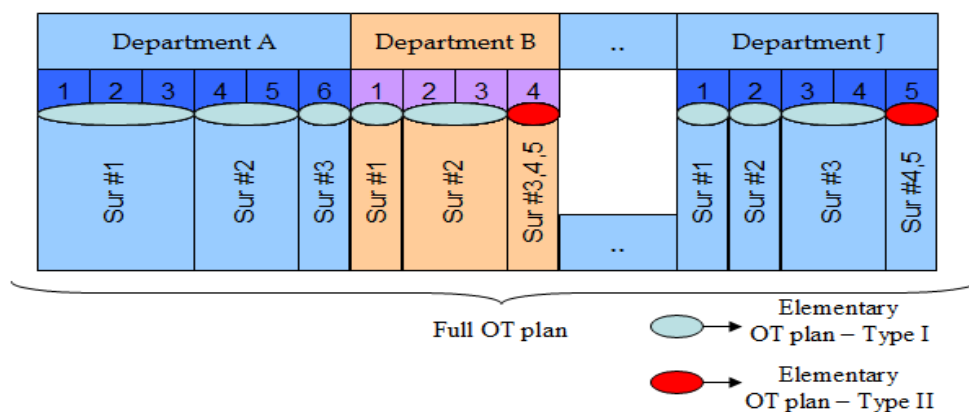 Department A Department B .. Department J
1 2 3 4 5 6 1 2 3 4 1 2 3 4 5
Sur #1 Sur #2 Sur #3 Sur #1 Sur #2 Sur #3,4,5 .. Sur #1 Sur #2 Sur #3 Sur #4,5
Full OT plan
Elementary
OT plan – Type I
Elementary
OT plan – Type II